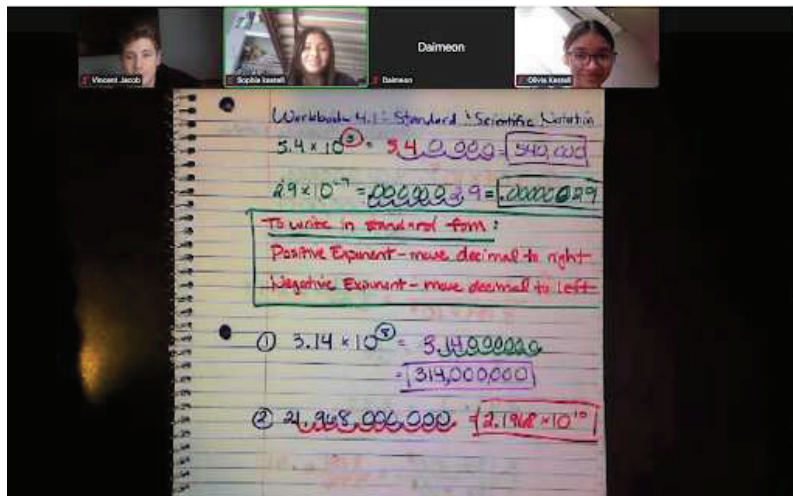 Daimeon
Vincent Jacob
Sophia kestell
Daimeon
Olivia Kestell
Workbook 4.1: Standard & Scientific Notation
5.4 × 10⁵ = 5.4 0,000 = 540,000
2.9 × 10⁻⁷ = .000000 29 = .00000029
To write in standard form:
Positive Exponent - move decimal to right
Negative Exponent - move decimal to left
① 3.14 × 10⁸ = 3.14000000
= 314,000,000
② 21,968,000,000 = 2.1968 × 10¹⁰